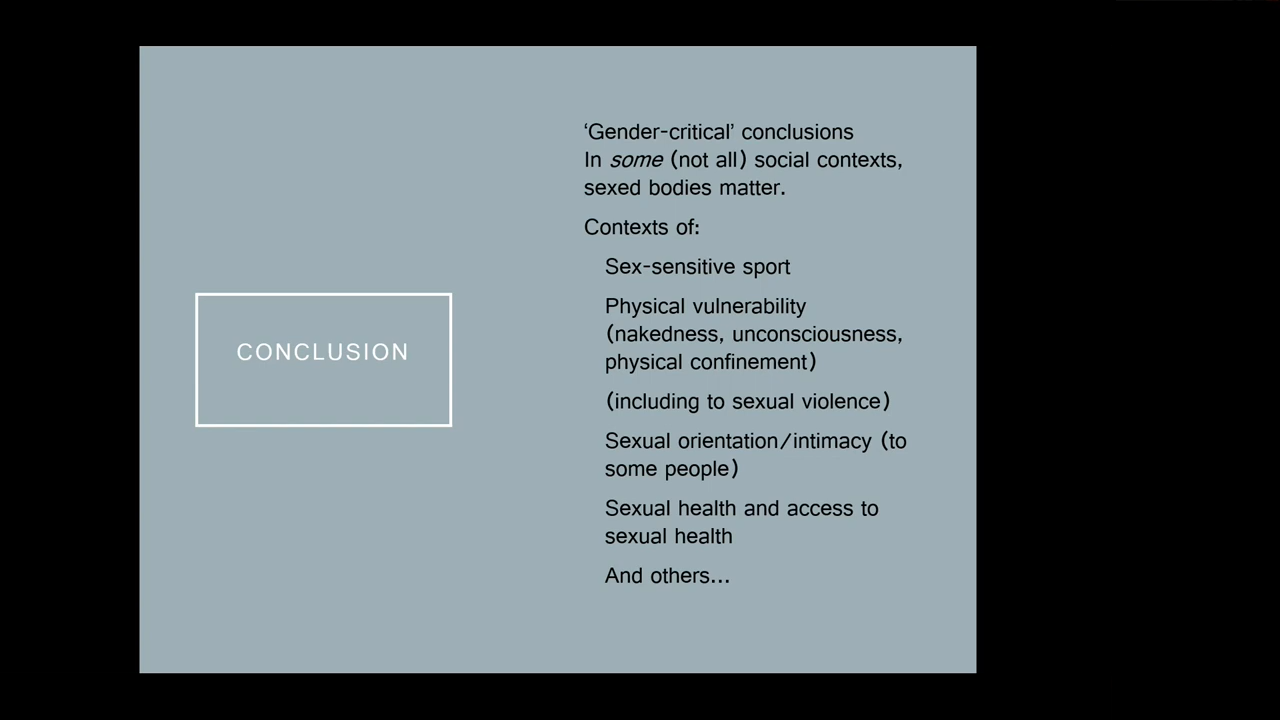 CONCLUSION
‘Gender-critical’ conclusions
In some (not all) social contexts,
sexed bodies matter.
Contexts of:
Sex-sensitive sport
Physical vulnerability
(nakedness, unconsciousness,
physical confinement)
(including to sexual violence)
Sexual orientation/intimacy (to
some people)
Sexual health and access to
sexual health
And others...